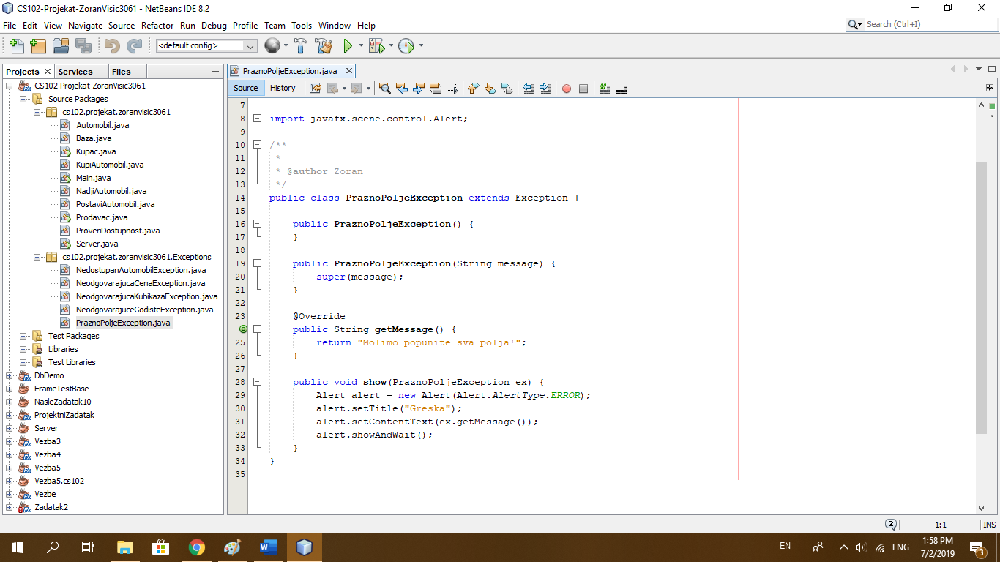 CS102-Projekat-ZoranVisic3061 - NetBeans IDE 8.2
File Edit View Navigate Source Refactor Run Debug Profile Team Tools Window Help
Search (Ctrl+I)
<default config>
Projects Services Files
CS102-Projekat-ZoranVisic3061
Source Packages
cs102.projekat.zoranvisic3061
Automobil.java
Baza.java
Kupac.java
KupiAutomobil.java
Main.java
NadjiAutomobil.java
PostaviAutomobil.java
Prodavac.java
ProveriDostupnost.java
Server.java
cs102.projekat.zoranvisic3061.Exceptions
NedostupanAutomobilException.java
NeodgovarajucaCenaException.java
NeodgovarajucaKubikazaException.java
NeodgovarajuceGodisteException.java
PraznoPoljeException.java
Test Packages
Libraries
Test Libraries
DbDemo
FrameTestBase
NasleZadatak10
ProjektniZadatak
Server
Vezba3
Vezba4
Vezba5
Vezba5.cs102
Vezbe
Zadatak2
PraznoPoljeException.java
Source History
7
8 import javafx.scene.control.Alert;
9
10 /**
11 *
12 * @author Zoran
13 */
14 public class PraznoPoljeException extends Exception {
15
16 public PraznoPoljeException() {
17 }
18
19 public PraznoPoljeException(String message) {
20 super(message);
21 }
22
23 @Override
public String getMessage() {
25 return "Molimo popunite sva polja!";
26 }
27
28 public void show(PraznoPoljeException ex) {
29 Alert alert = new Alert(Alert.AlertType.ERROR);
30 alert.setTitle("Greska");
31 alert.setContentText(ex.getMessage());
32 alert.showAndWait();
33 }
34 }
35
2 1:1 INS
EN ENG 1:58 PM
7/2/2019
3